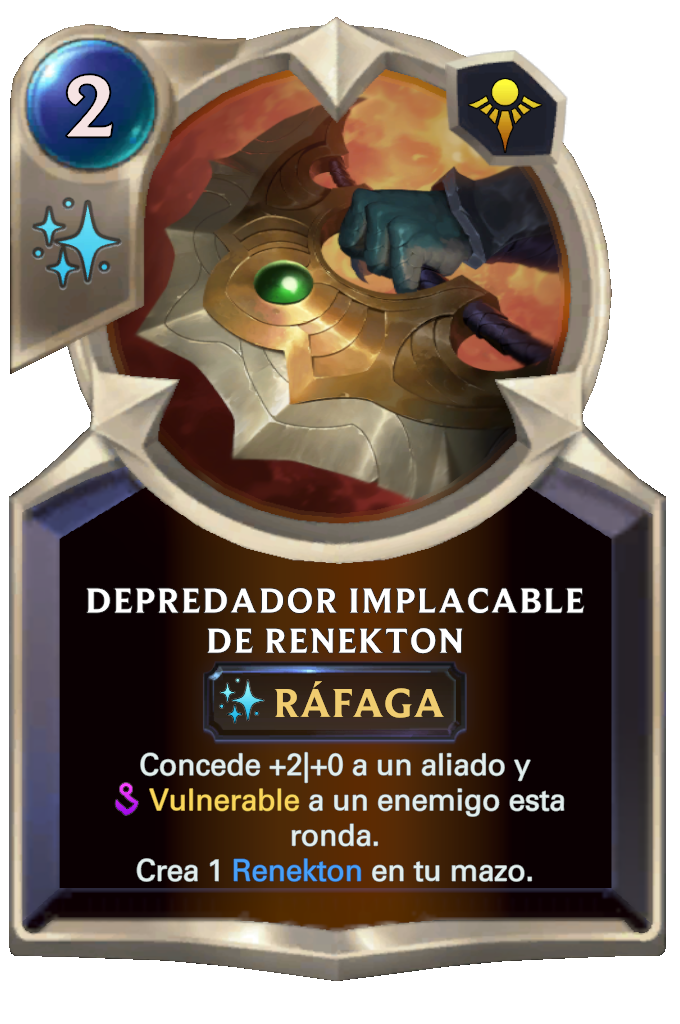 2
DEPREDADOR IMPLACABLE
DE RENEKTON
RÁFAGA
Concede +2|+0 a un aliado y
Vulnerable a un enemigo esta
ronda.
Crea 1 Renekton en tu mazo.